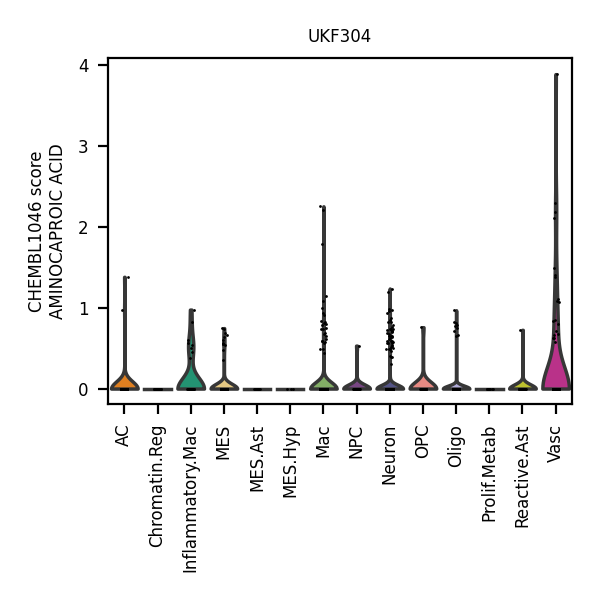 UKF304
CHEMBL1046 score
AMINOCAPROIC ACID
4
3
2
1
0
AC
Chromatin.Reg
Inflammatory.Mac
MES
MES.Ast
MES.Hyp
Mac
NPC
Neuron
OPC
Oligo
Prolif.Metab
Reactive.Ast
Vasc